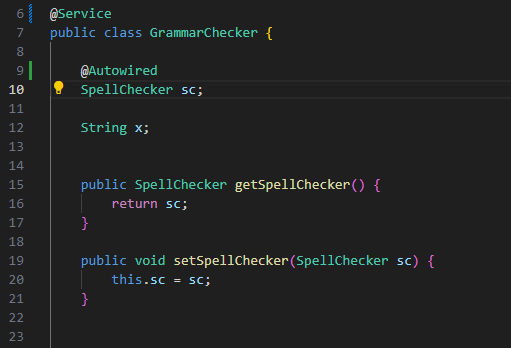 6 @Service
7 public class GrammarChecker {
8
9 @Autowired
10 SpellChecker sc;
11
12 String x;
13
14
15 public SpellChecker getSpellChecker() {
16 return sc;
17 }
18
19 public void setSpellChecker(SpellChecker sc) {
20 this.sc = sc;
21 }
22
23